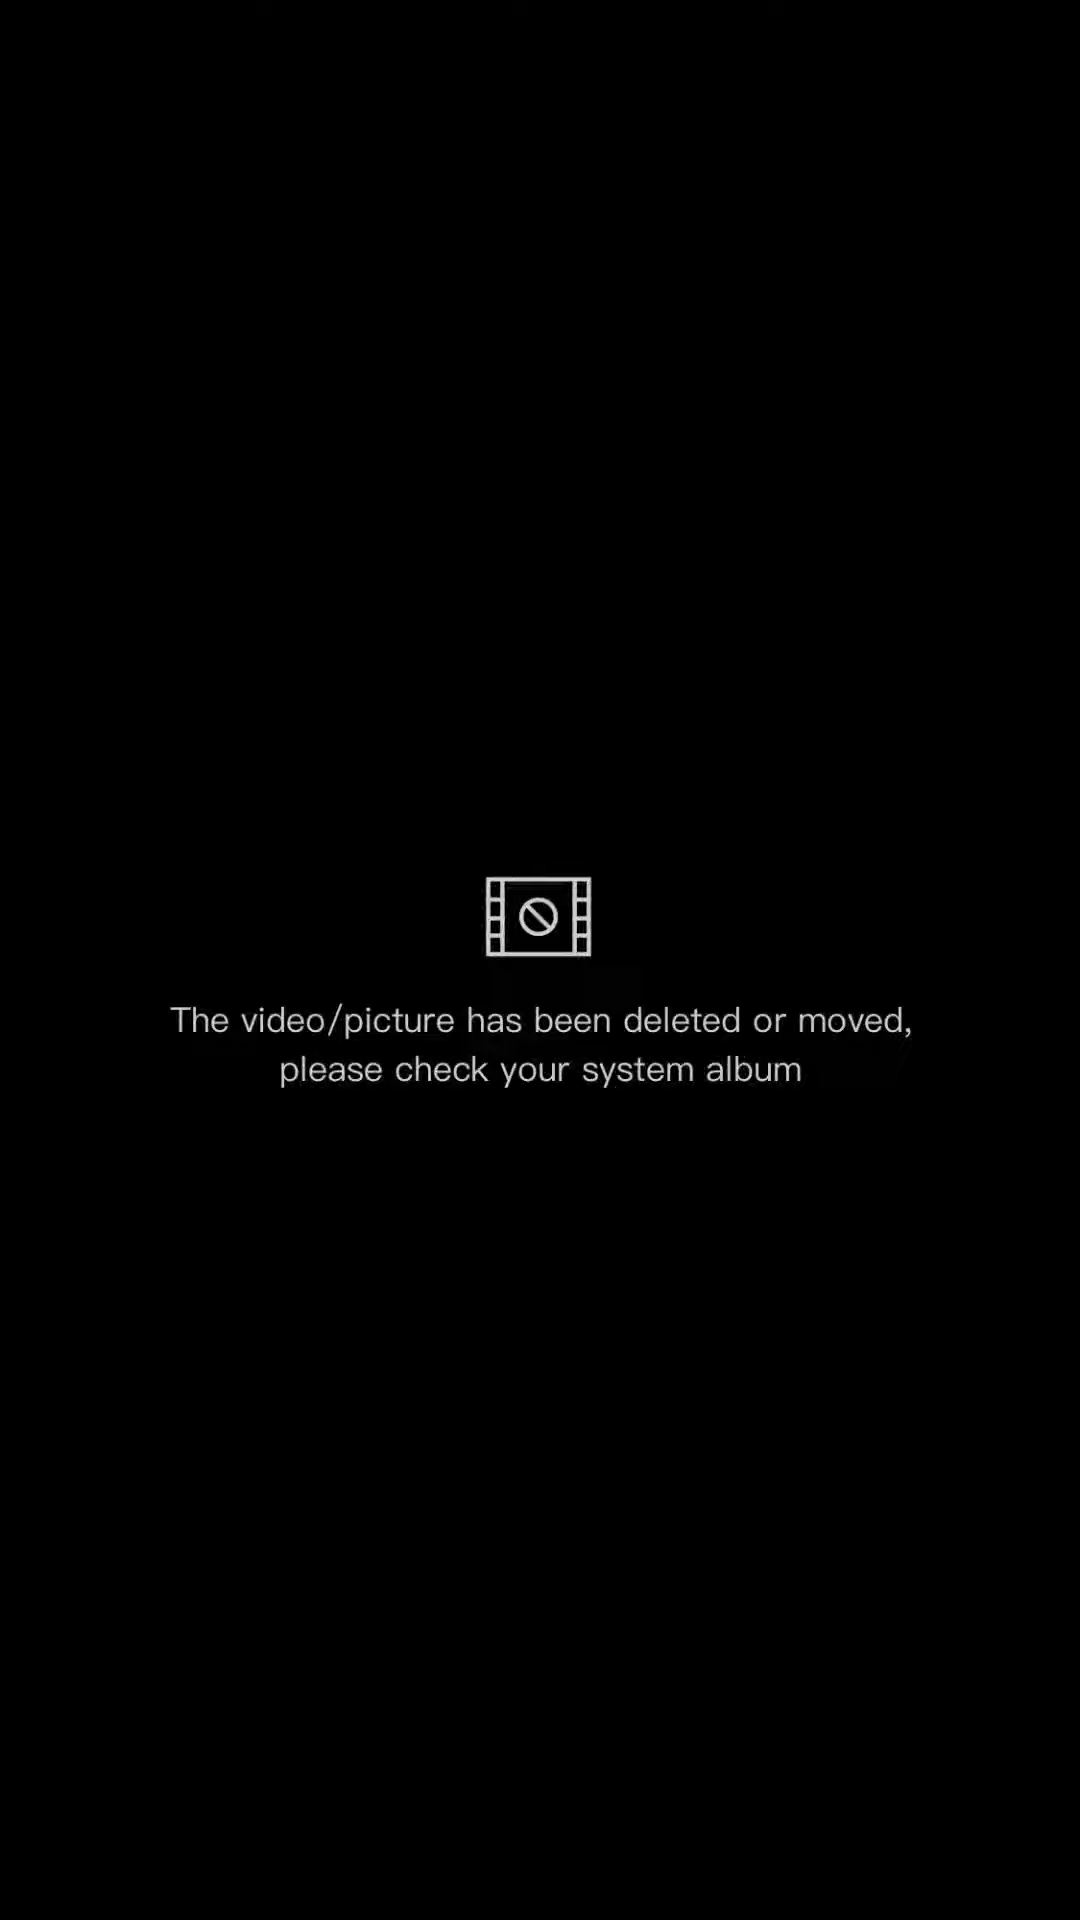 The video/picture has been deleted or moved,
please check your system album